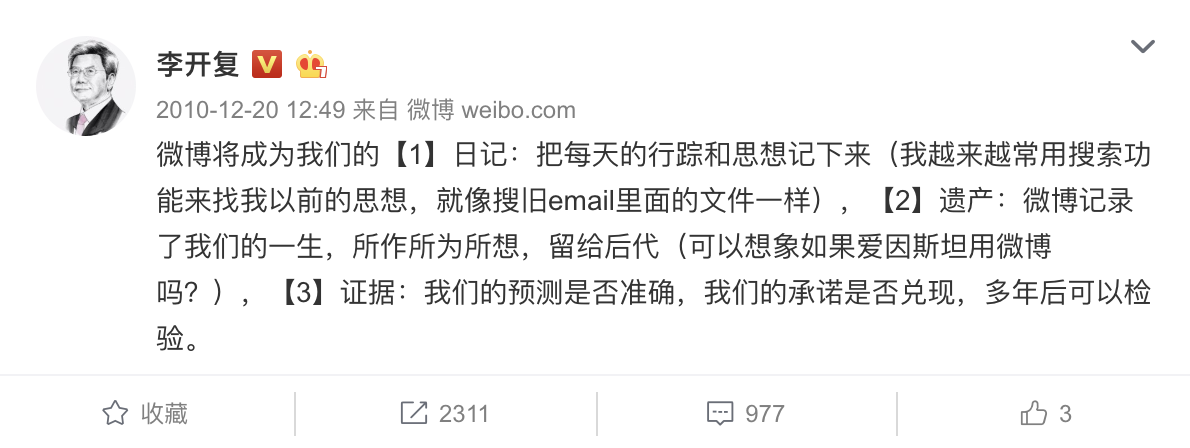 李开复
2010-12-20 12:49 来自 微博 weibo.com
微博将成为我们的【1】日记：把每天的行踪和思想记下来（我越来越常用搜索功
能来找我以前的思想，就像搜旧email里面的文件一样），【2】遗产：微博记录
了我们的一生，所作所为所想，留给后代（可以想象如果爱因斯坦用微博
吗？），【3】证据：我们的预测是否准确，我们的承诺是否兑现，多年后可以检
验。
收藏 2311 977 3